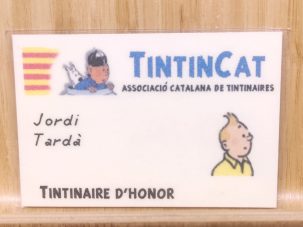 TINTINCAT
ASSOCIACIÓ CATALANA DE TINTINAIRES
Jordi
Tardà
TINTINAIRE D'HONOR